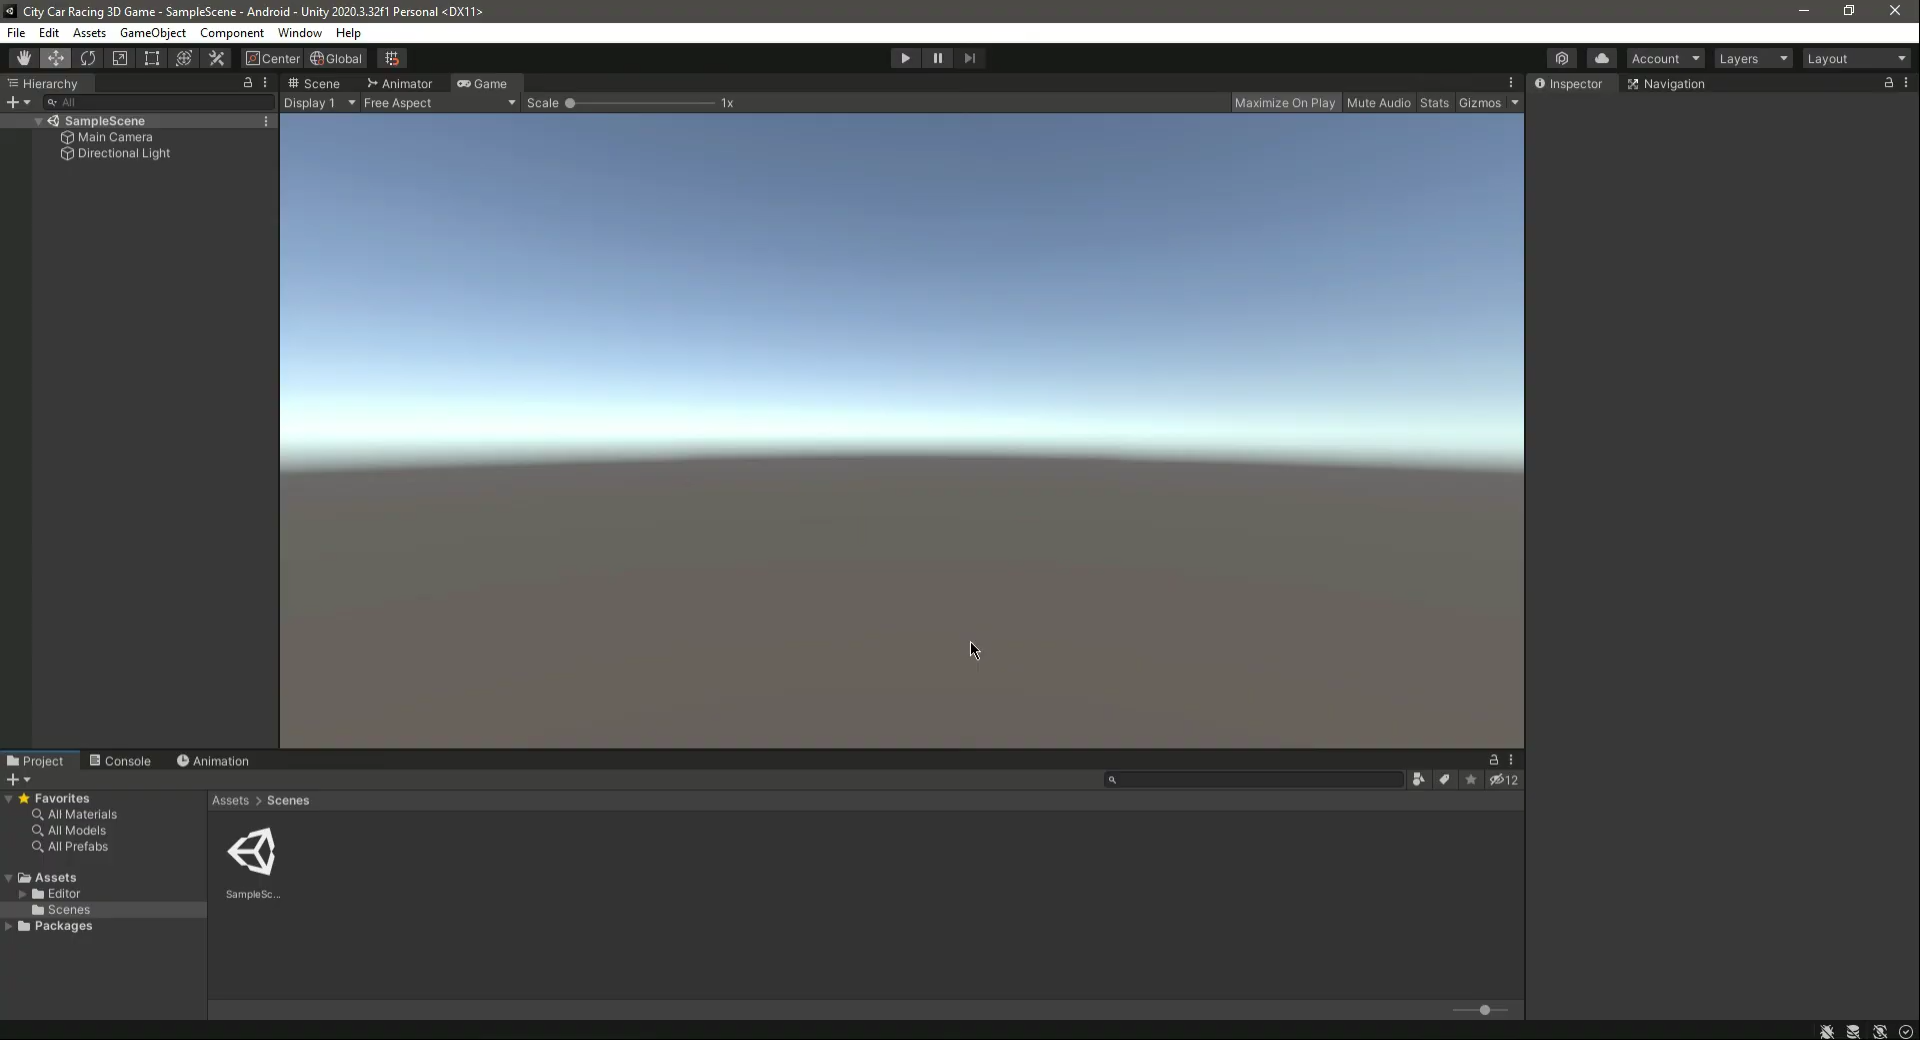 City Car Racing 3D Game - SampleScene - Android - Unity 2020.3.32f1 Personal <DX11>
File Edit Assets GameObject Component Window Help
Center Global Account Layers Layout
Hierarchy Scene Animator Game Inspector Navigation
All Display 1 Free Aspect Scale 1x Maximize On Play Mute Audio Stats Gizmos
SampleScene
Main Camera
Directional Light
Project Console Animation
12
Favorites Assets > Scenes
All Materials
All Models
All Prefabs
Assets
Editor SampleSc...
Scenes
Packages